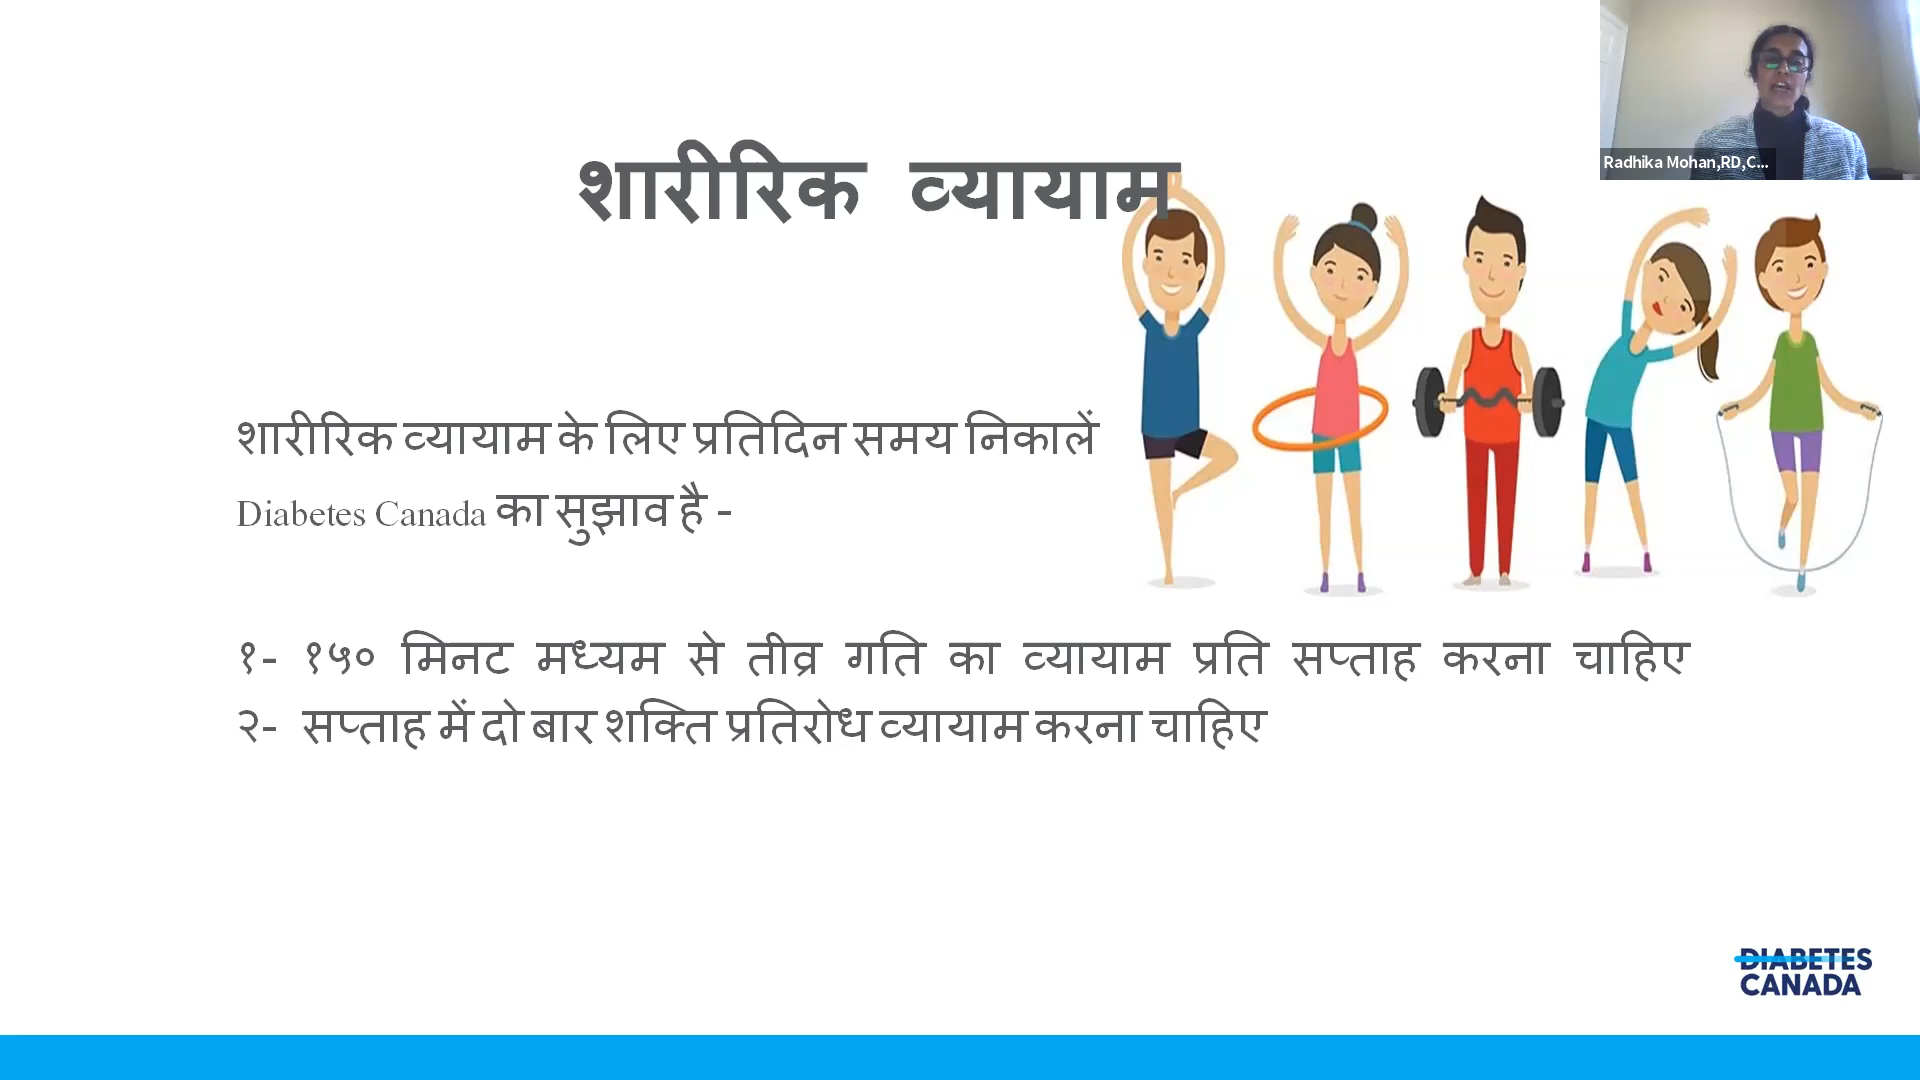 Radhika Mohan,RD,C...
शारीरिक व्यायाम
शारीरिक व्यायाम के लिए प्रतिदिन समय निकालें
Diabetes Canada का सुझाव है -
१- १५० मिनट मध्यम से तीव्र गति का व्यायाम प्रति सप्ताह करना चाहिए
२- सप्ताह में दो बार शक्ति प्रतिरोध व्यायाम करना चाहिए
DIABETES
CANADA